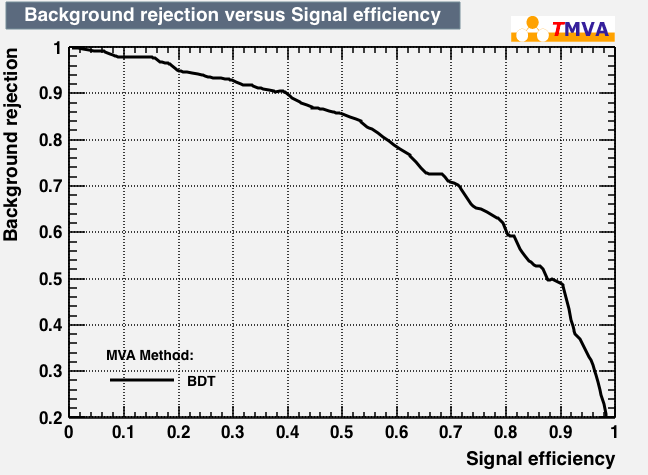 Background rejection versus Signal efficiency
TMVA
Background rejection
1
0.9
0.8
0.7
0.6
0.5
0.4
0.3
0.2
MVA Method:
BDT
0 0.1 0.2 0.3 0.4 0.5 0.6 0.7 0.8 0.9 1
Signal efficiency